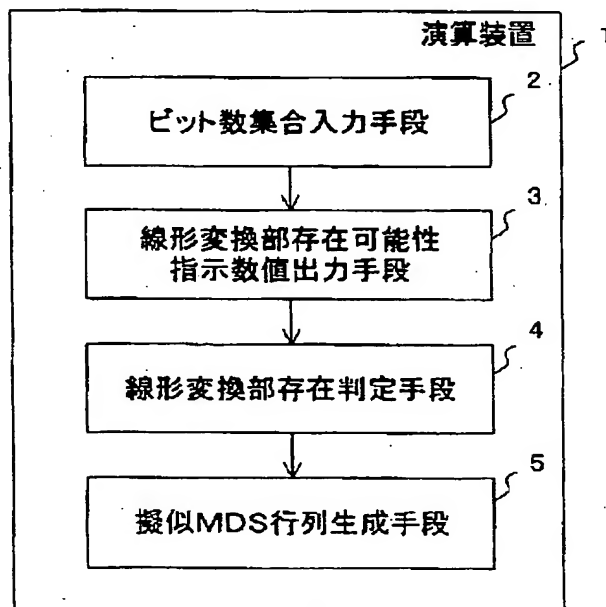 演算装置
1
2
ビット数集合入力手段
3
線形変換部存在可能性
指示数値出力手段
4
線形変換部存在判定手段
5
擬似MDS行列生成手段